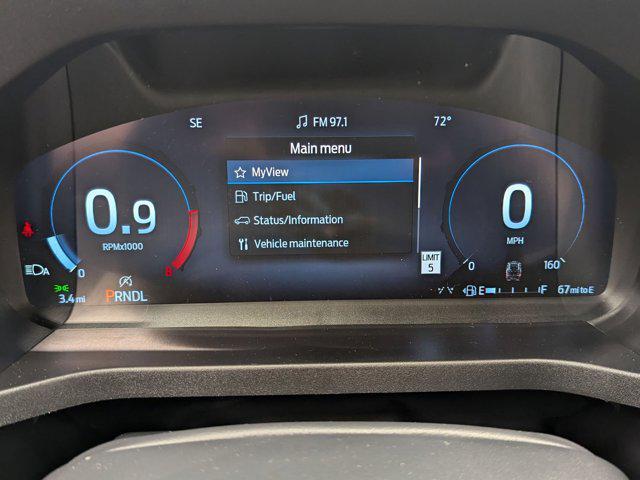 SE
FM 97.1
72°
Main menu
MyView
Trip/Fuel
Status/Information
Vehicle maintenance
0.9
RPMx1000
0
8
0
MPH
0
160
LIMIT
5
A
3.4 mi
PRNDL
E
F
67 mi to E